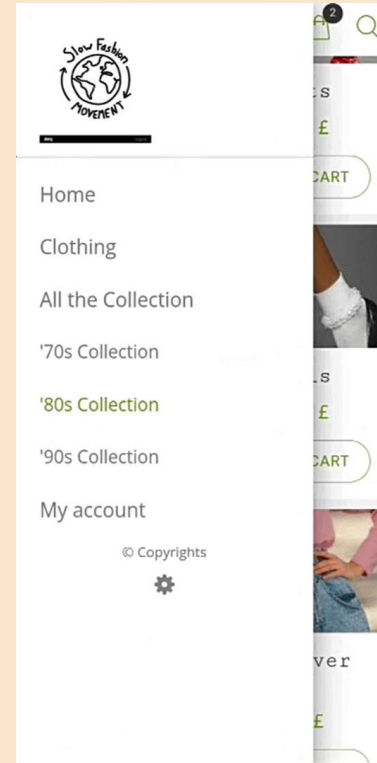 Slow Fashion
MOVEMENT
2
Home
Clothing
All the Collection
'70s Collection
'80s Collection
'90s Collection
My account
© Copyrights
s
£
CART
s
£
CART
ver
£